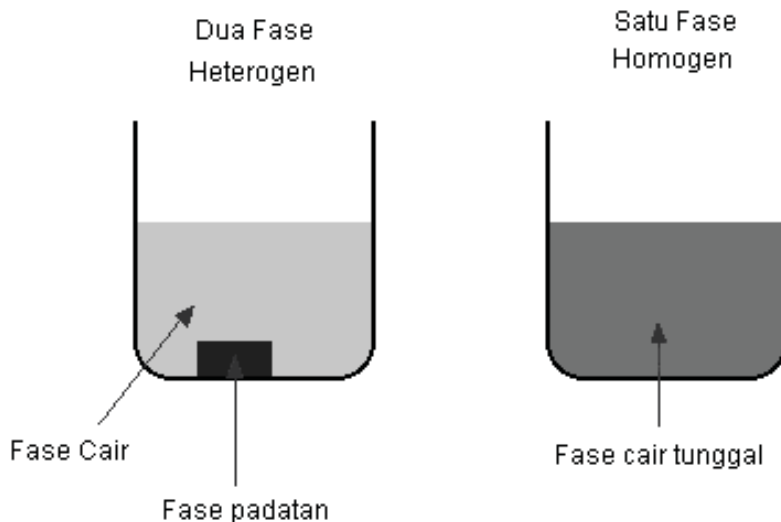 Dua Fase
Heterogen
Satu Fase
Homogen
Fase Cair
Fase padatan
Fase cair tunggal